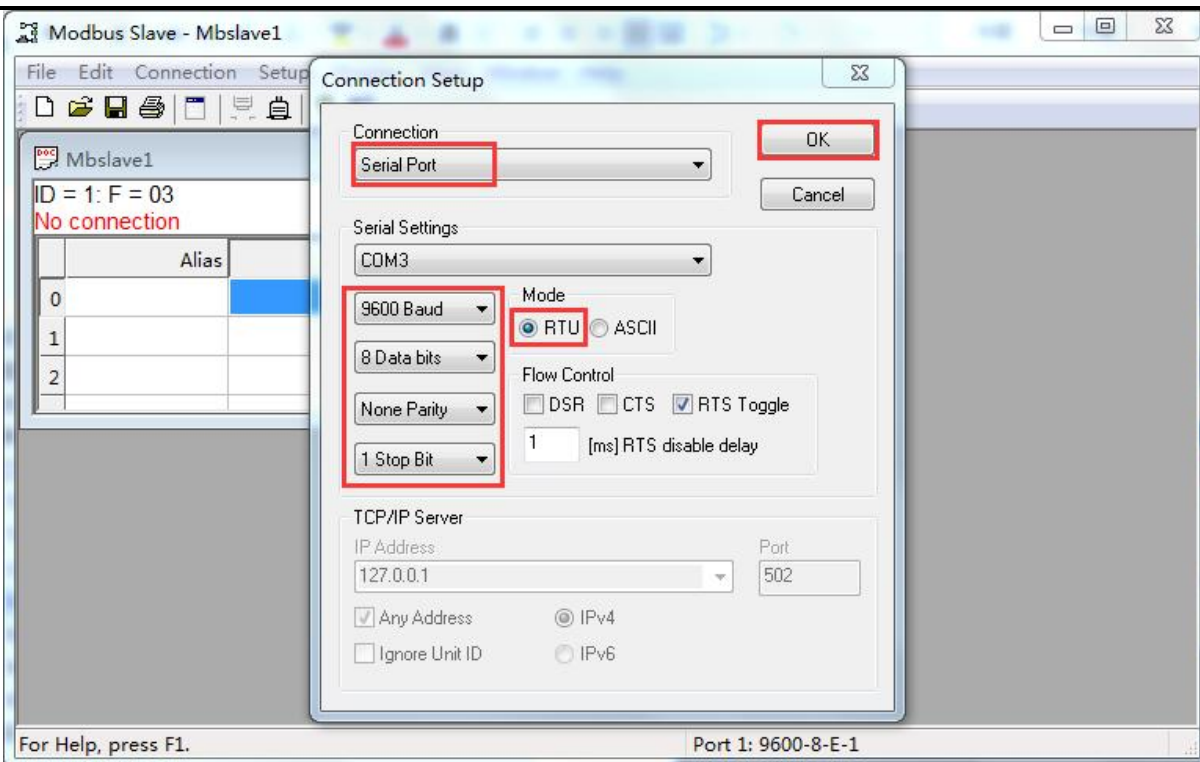 Modbus Slave - Mbslave1
File Edit Connection Setup
Connection Setup
Mbslave1
ID = 1: F = 03
No connection
Alias
0
1
2
Connection
Serial Port
OK
Cancel
Serial Settings
COM3
9600 Baud
8 Data bits
None Parity
1 Stop Bit
Mode
RTU ASCII
Flow Control
DSR CTS RTS Toggle
1 [ms] RTS disable delay
TCP/IP Server
IP Address Port
127.0.0.1 502
Any Address IPv4
Ignore Unit ID IPv6
For Help, press F1. Port 1: 9600-8-E-1